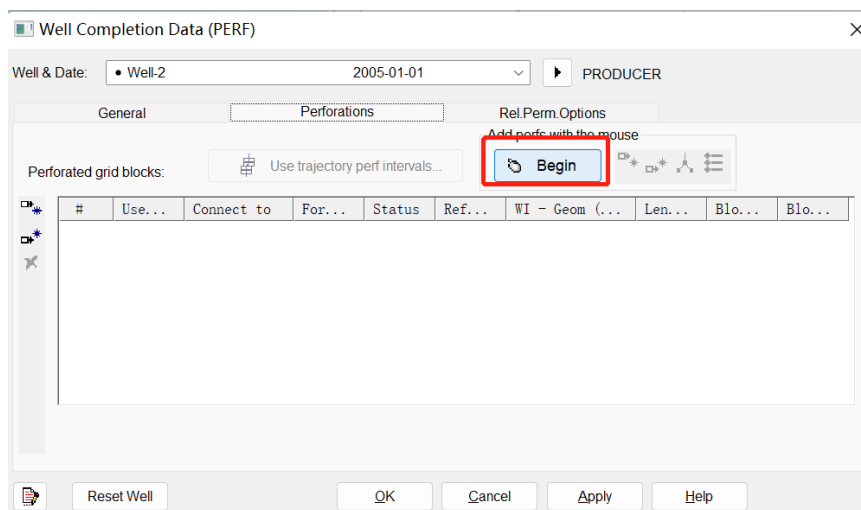 Well Completion Data (PERF)
Well & Date: • Well-2 2005-01-01 PRODUCER
General Perforations Rel.Perm.Options
Add perfs with the mouse
Perforated grid blocks: Use trajectory perf intervals... Begin
# Use... Connect to For... Status Ref... WI - Geom (... Len... Blo... Blo...
Reset Well OK Cancel Apply Help